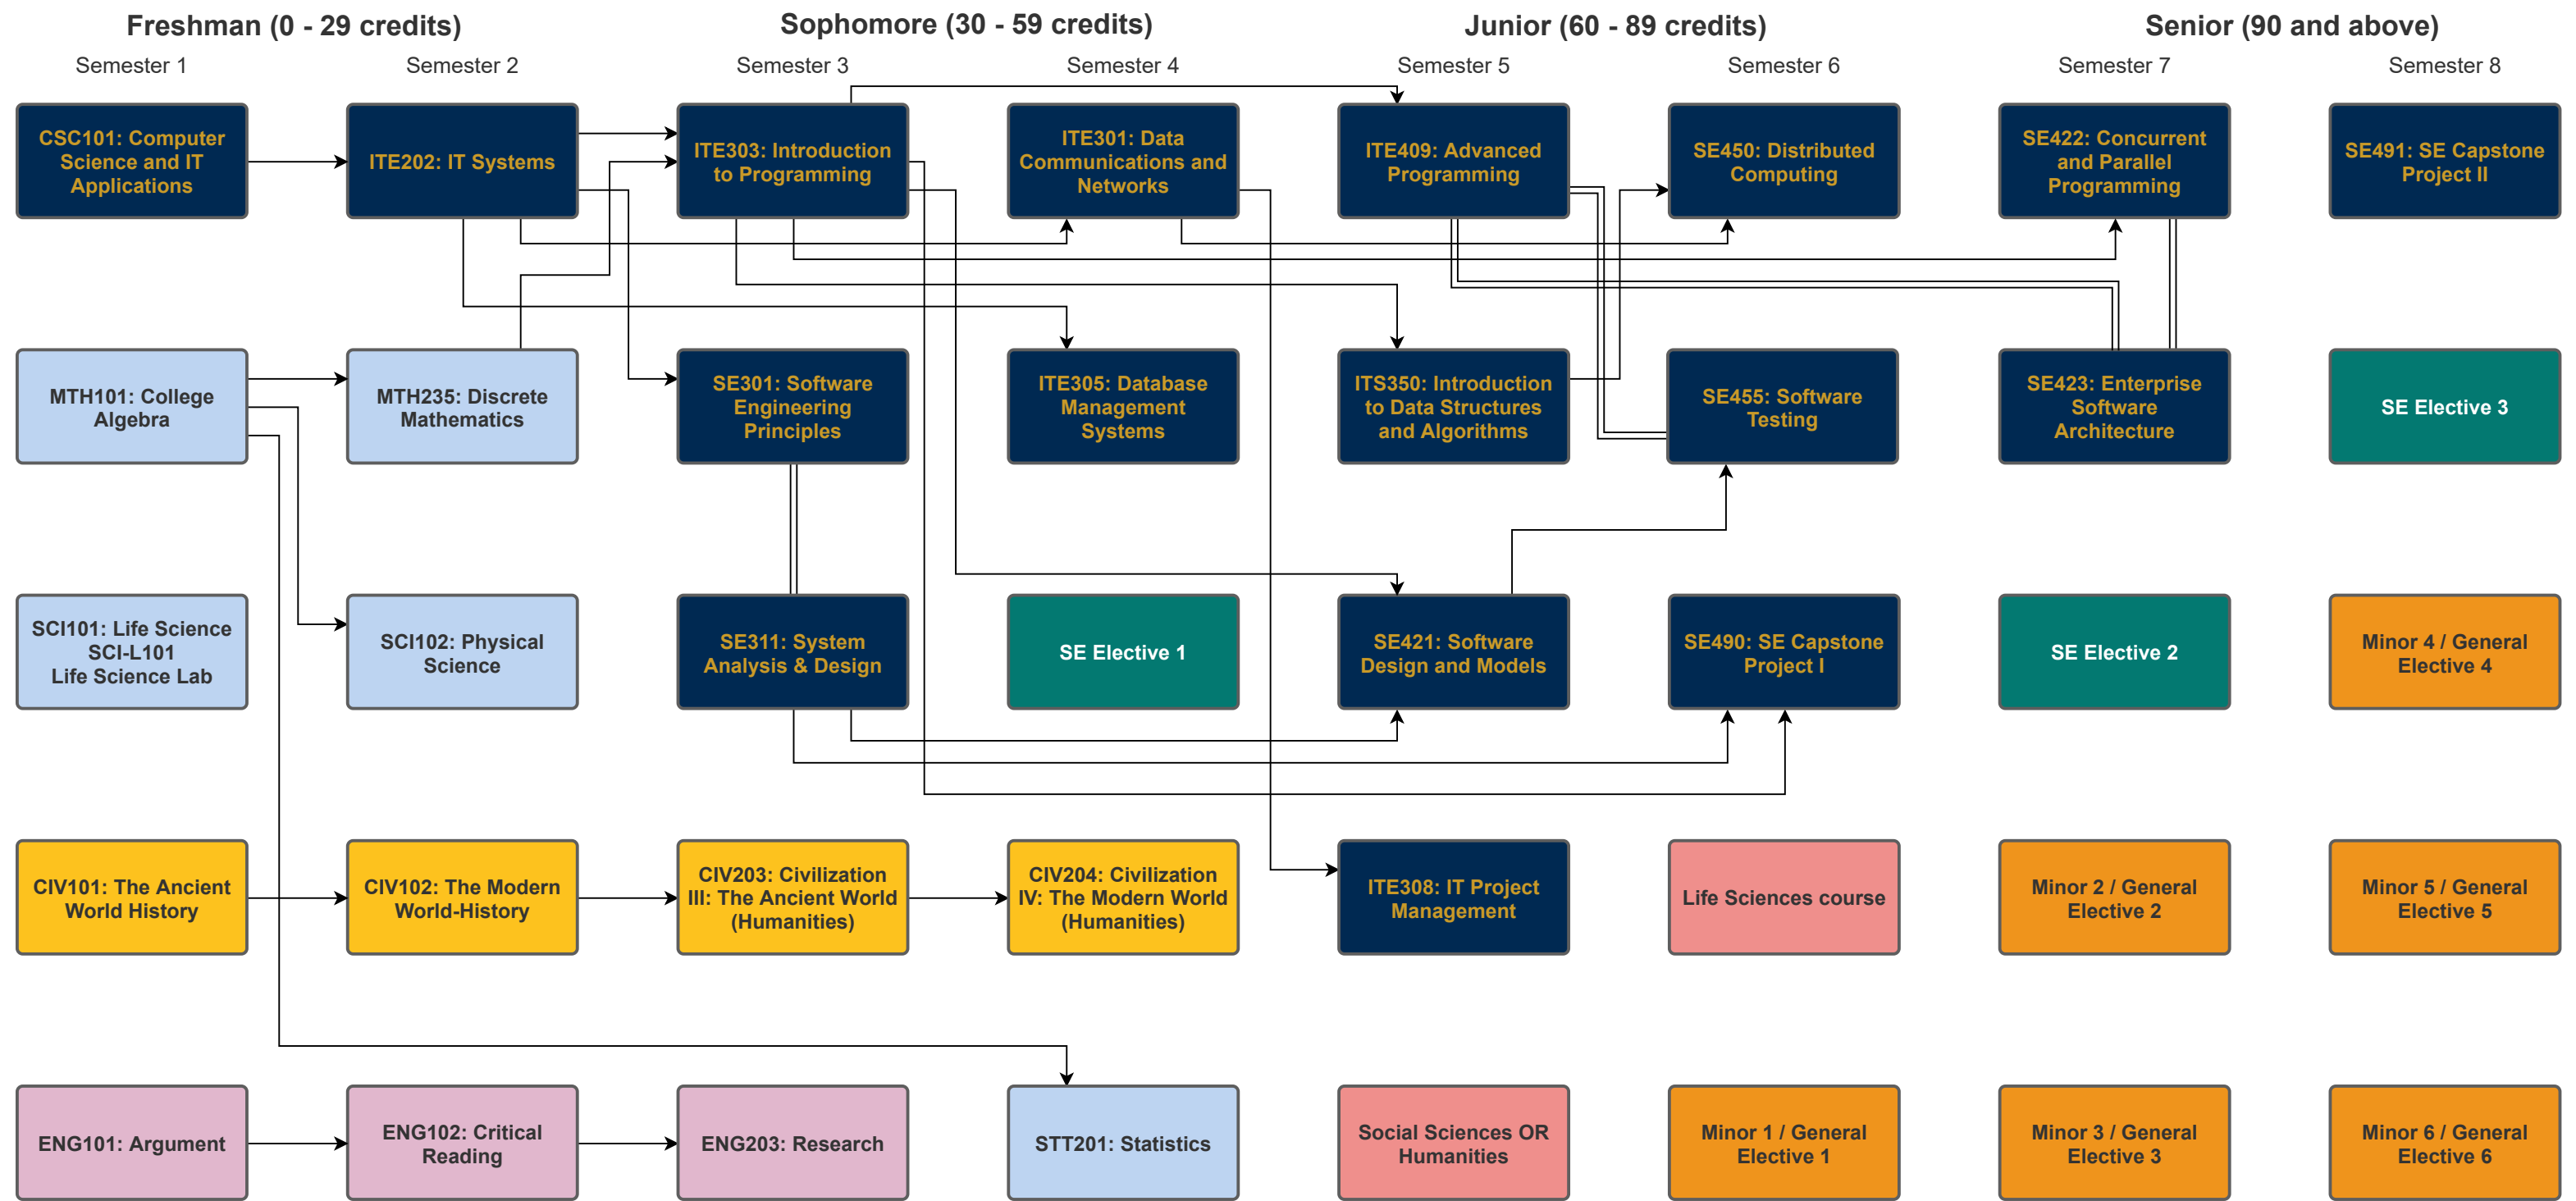 Freshman (0 - 29 credits)
Sophomore (30 - 59 credits)
Junior (60 - 89 credits)
Senior (90 and above)
Semester 1
Semester 2
Semester 3
Semester 4
Semester 5
Semester 6
Semester 7
Semester 8
CSC101: Computer
Science and IT
Applications
ITE202: IT Systems
ITE303: Introduction
to Programming
ITE301: Data
Communications and
Networks
ITE409: Advanced
Programming
SE450: Distributed
Computing
SE422: Concurrent
and Parallel
Programming
SE491: SE Capstone
Project II
MTH101: College
Algebra
MTH235: Discrete
Mathematics
SE301: Software
Engineering
Principles
ITE305: Database
Management
Systems
ITS350: Introduction
to Data Structures
and Algorithms
SE455: Software
Testing
SE423: Enterprise
Software
Architecture
SE Elective 3
SCI101: Life Science
SCI-L101
Life Science Lab
SCI102: Physical
Science
SE311: System
Analysis & Design
SE Elective 1
SE421: Software
Design and Models
SE490: SE Capstone
Project I
SE Elective 2
Minor 4 / General
Elective 4
CIV101: The Ancient
World History
CIV102: The Modern
World-History
CIV203: Civilization
III: The Ancient World
(Humanities)
CIV204: Civilization
IV: The Modern World
(Humanities)
ITE308: IT Project
Management
Life Sciences course
Minor 2 / General
Elective 2
Minor 5 / General
Elective 5
ENG101: Argument
ENG102: Critical
Reading
ENG203: Research
STT201: Statistics
Social Sciences OR
Humanities
Minor 1 / General
Elective 1
Minor 3 / General
Elective 3
Minor 6 / General
Elective 6